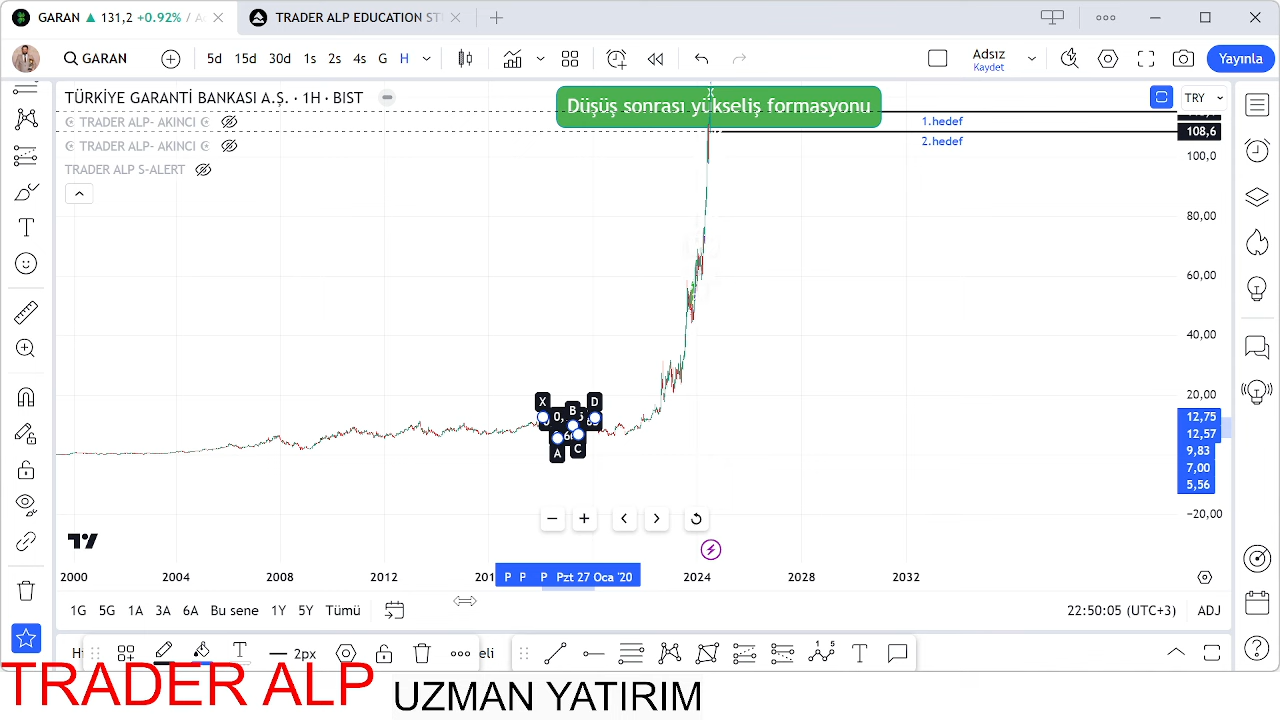 GARAN ▲ 131,2 +0.92% /
TRADER ALP EDUCATION ST
GARAN
5d 15d 30d 1s 2s 4s G H
Adsız
Kaydet
Yayınla
TÜRKİYE GARANTİ BANKASI A.Ş. · 1H · BIST
Düşüş sonrası yükseliş formasyonu
TRY
1.hedef
TRADER ALP- AKINCI
108,6
2.hedef
TRADER ALP- AKINCI
100,0
TRADER ALP S-ALERT
80,00
60,00
40,00
20,00
X B D
A C
12,75
12,57
9,83
7,00
5,56
−20,00
2000 2004 2008 2012 201 P P P Pzt 27 Oca '20 2024 2028 2032
1G 5G 1A 3A 6A Bu sene 1Y 5Y Tümü
22:50:05 (UTC+3) ADJ
2px
TRADER ALP UZMAN YATIRIM